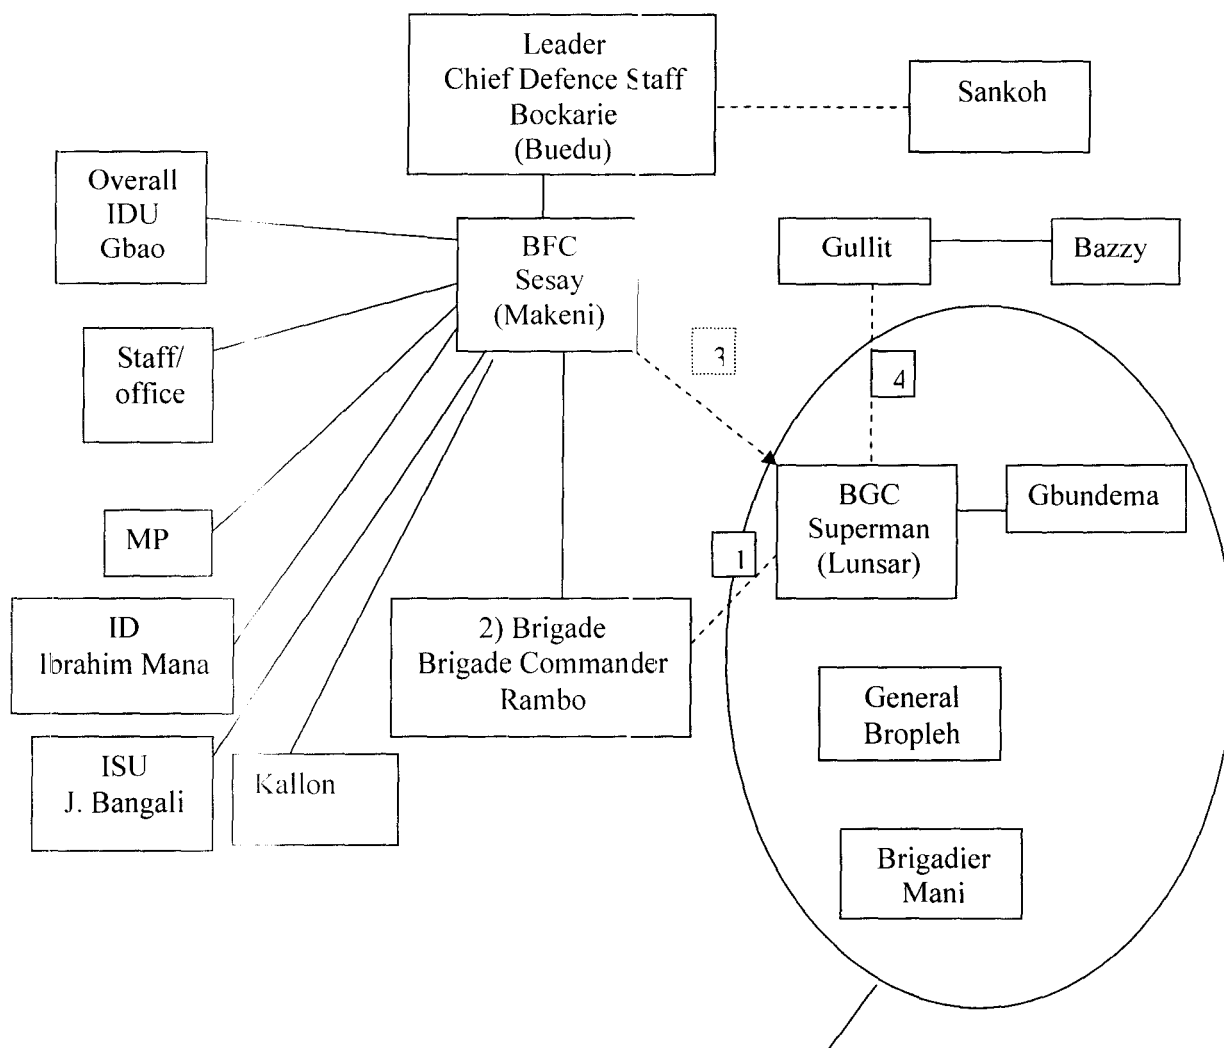 Leader
Chief Defence Staff
Bockarie
(Buedu)
Sankoh
Overall
IDU
Gbao
BFC
Sesay
(Makeni)
Gullit
Bazzy
Staff/
office
3
4
MP
BGC
Superman
(Lunsar)
Gbundema
1
ID
Ibrahim Mana
2) Brigade
Brigade Commander
Rambo
General
Bropleh
ISU
J. Bangali
Kallon
Brigadier
Mani